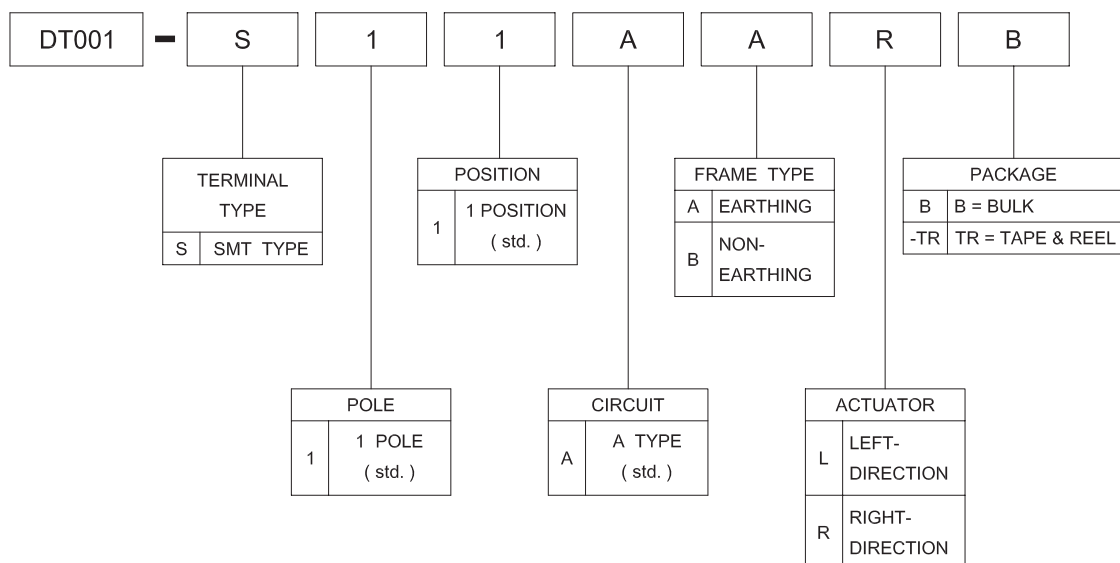 DT001 - S 1 1 A A R B
TERMINAL
TYPE
S SMT TYPE
POSITION
1 1 POSITION
( std. )
FRAME TYPE
A EARTHING
B NON-
EARTHING
PACKAGE
B B = BULK
-TR TR = TAPE & REEL
POLE
1 1 POLE
( std. )
CIRCUIT
A A TYPE
( std. )
ACTUATOR
L LEFT-
DIRECTION
R RIGHT-
DIRECTION